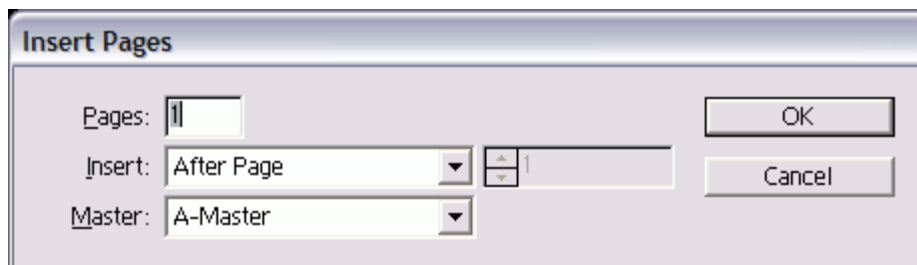 Insert Pages
Pages: 1 OK
Insert: After Page 1 Cancel
Master: A-Master